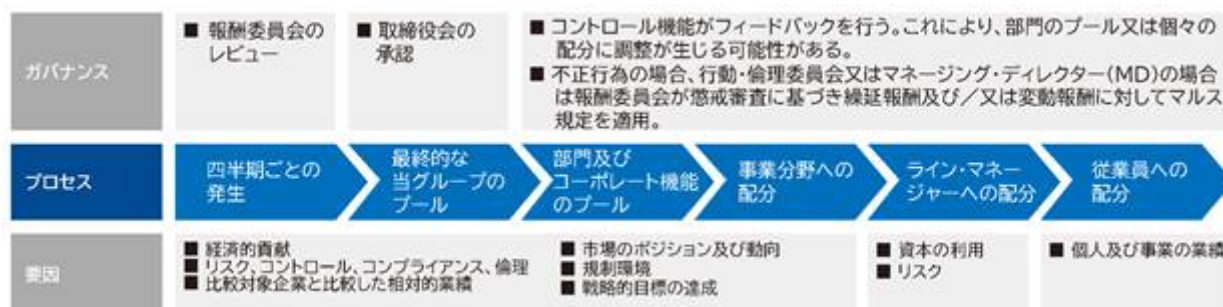 ガバナンス
■ 報酬委員会の
レビュー
■ 取締役会の
承認
■ コントロール機能がフィードバックを行う。これにより、部門のプール又は個々の
配分に調整が生じる可能性がある。
■ 不正行為の場合、行動・倫理委員会又はマネージング・ディレクター(MD)の場合
は報酬委員会が懲戒審査に基づき繰延報酬及び/又は変動報酬に対してマルス
規定を適用。
プロセス
四半期ごとの
発生
最終的な
当グループの
プール
部門及び
コーポレート機能
のプール
事業分野への
配分
ライン・マネー
ジャーへの配分
従業員への
配分
要因
■ 経済的貢献
■ リスク、コントロール、コンプライアンス、倫理
■ 比較対象企業と比較した相対的業績
■ 市場のポジション及び動向
■ 規制環境
■ 戦略的目標の達成
■ 資本の利用
■ リスク
■ 個人及び事業の業績